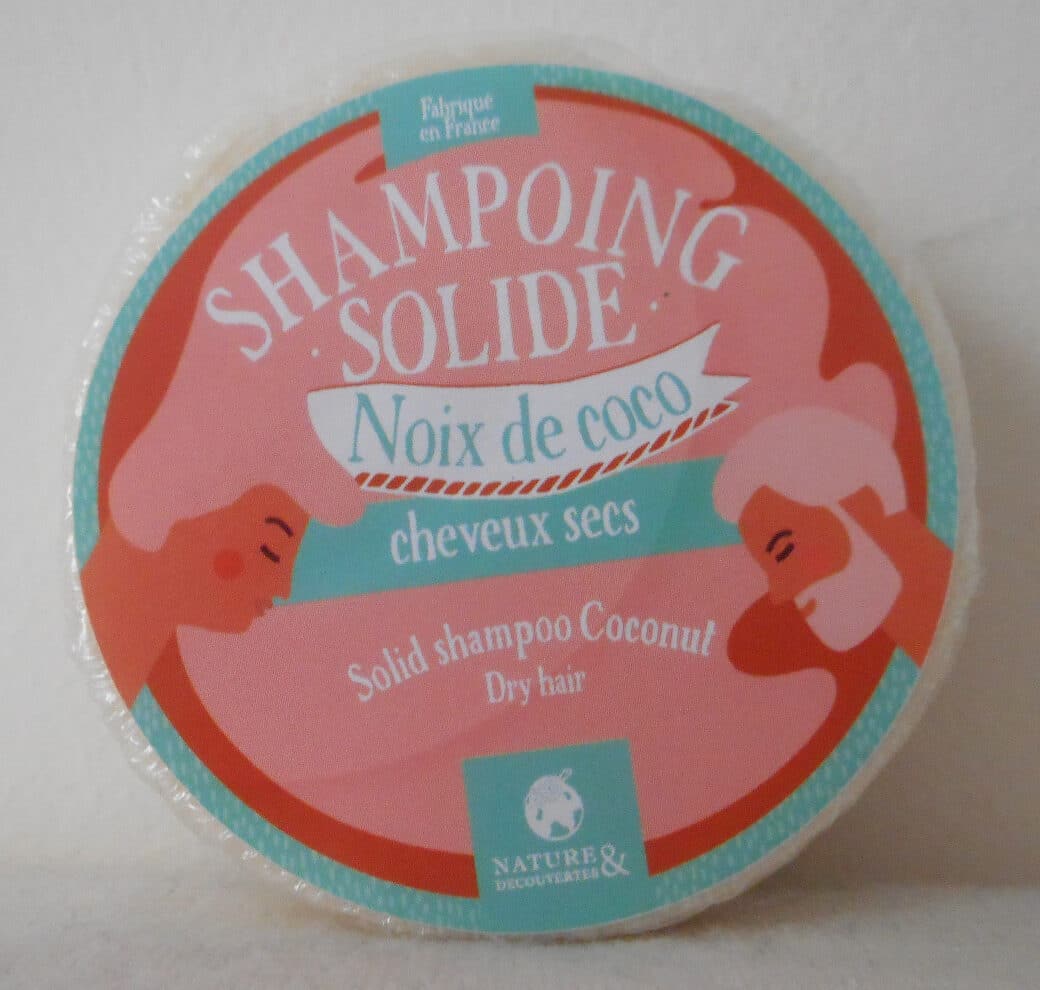 Fabriqué
en France
SHAMPOING
SOLIDE
Noix de coco
cheveux secs
Solid shampoo Coconut
Dry hair
NATURE &
DECOUVERTES